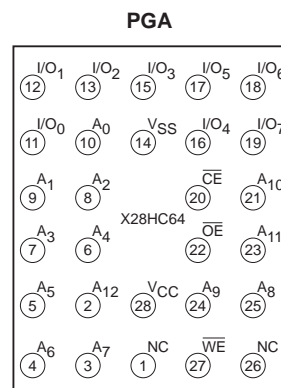 PGA
I/O1 I/O2 I/O3 I/O5 I/O6
12 13 15 17 18
I/O0 A0 VSS I/O4 I/O7
11 10 14 16 19
A1 A2 CE A10
9 8 20 21
X28HC64
A3 A4 OE A11
7 6 22 23
A5 A12 VCC A9 A8
5 2 28 24 25
A6 A7 NC WE NC
4 3 1 27 26